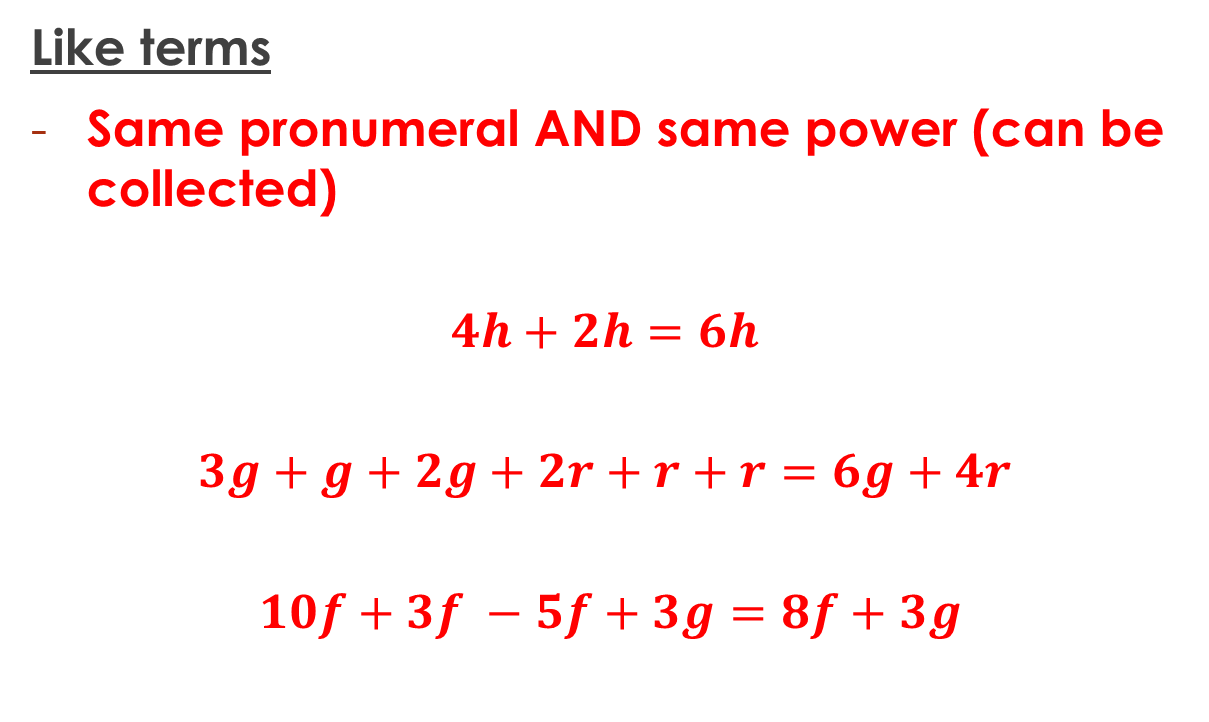 Like terms
- Same pronumeral AND same power (can be
collected)
4h + 2h = 6h
3g + g + 2g + 2r + r + r = 6g + 4r
10f + 3f − 5f + 3g = 8f + 3g